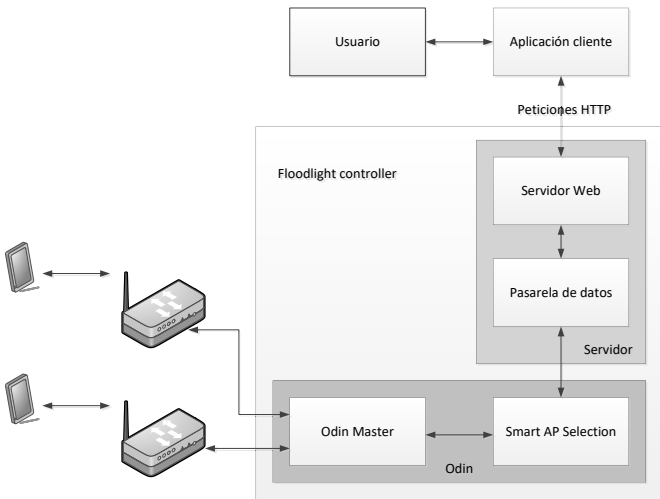 Usuario
Aplicación cliente
Peticiones HTTP
Floodlight controller
Servidor Web
Pasarela de datos
Servidor
Odin Master
Smart AP Selection
Odin